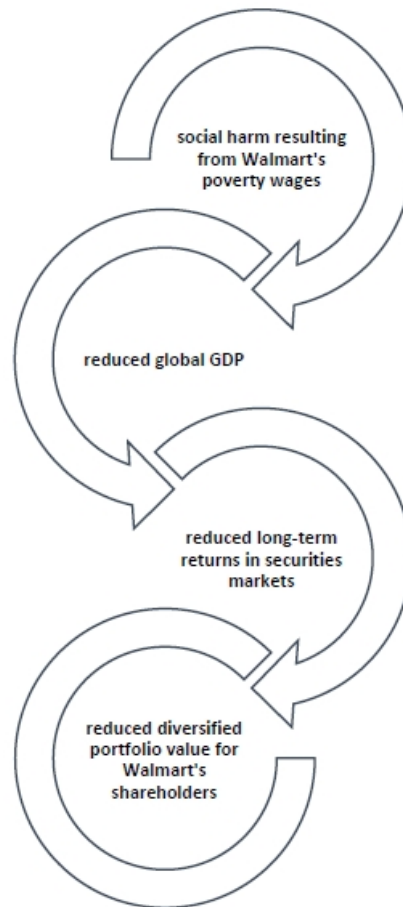 social harm resulting
from Walmart's
poverty wages
reduced global GDP
reduced long-term
returns in securities
markets
reduced diversified
portfolio value for
Walmart's
shareholders